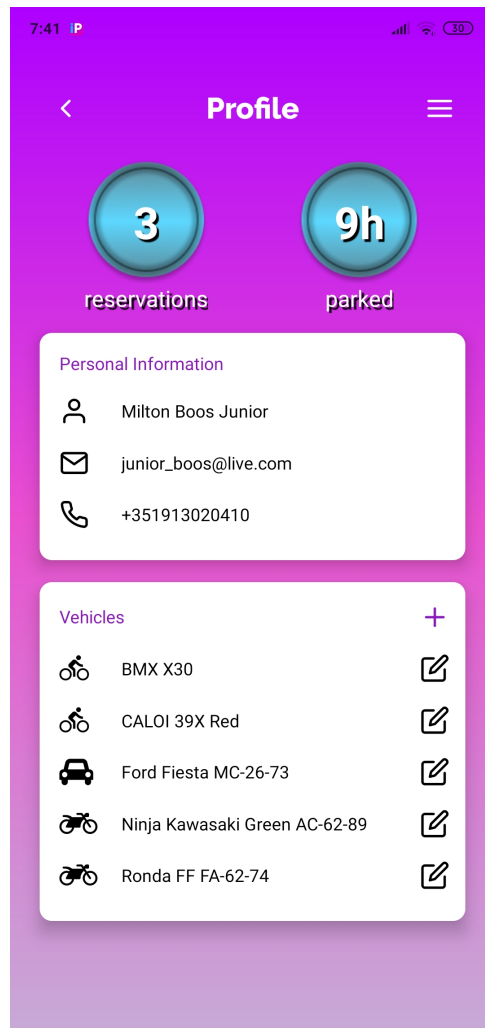 7:41 iP 30
Profile
3 9h
reservations parked
Personal Information
Milton Boos Junior
junior_boos@live.com
+351913020410
Vehicles
BMX X30
CALOI 39X Red
Ford Fiesta MC-26-73
Ninja Kawasaki Green AC-62-89
Ronda FF FA-62-74